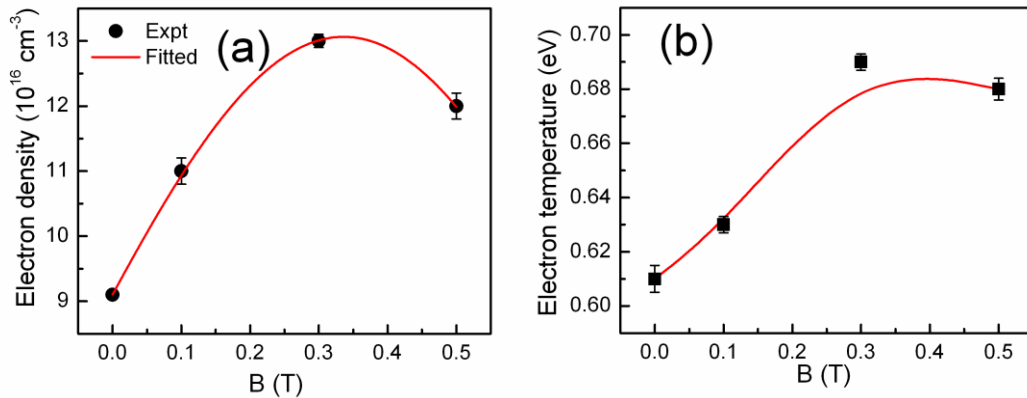 Expt
Fitted
(a)
Electron density (10¹⁶ cm⁻³)
13
12
11
10
9
0.0 0.1 0.2 0.3 0.4 0.5
B (T)
(b)
Electron temperature (eV)
0.70
0.68
0.66
0.64
0.62
0.60
0.0 0.1 0.2 0.3 0.4 0.5
B (T)